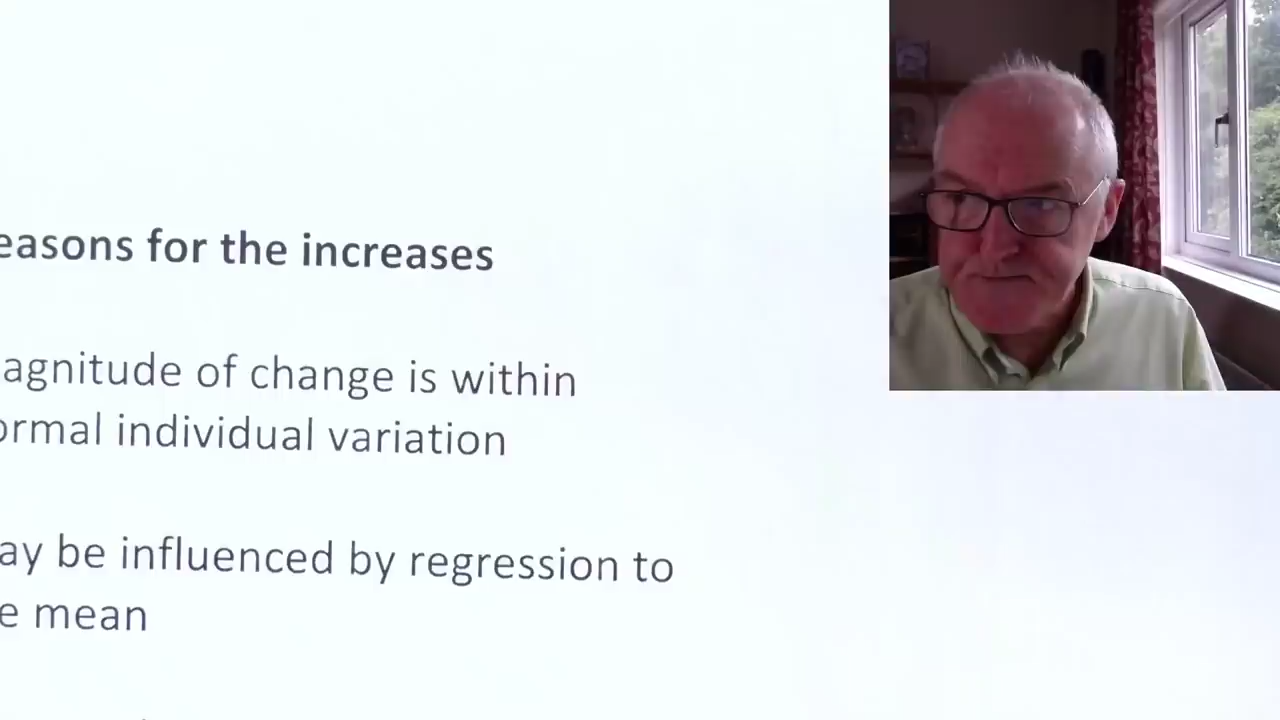 easons for the increases
agnitude of change is within
ormal individual variation
ay be influenced by regression to
e mean